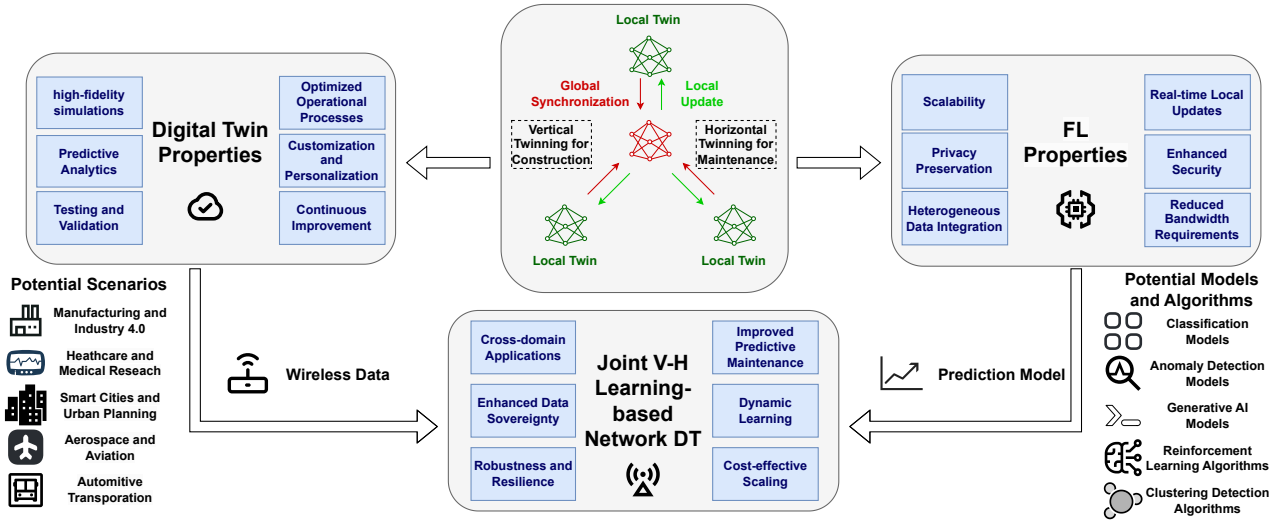 Local Twin
Global
Synchronization
Local
Update
Vertical
Twinning for
Construction
Horizontal
Twinning for
Maintenance
Local Twin
Local Twin
high-fidelity
simulations
Predictive
Analytics
Testing and
Validation
Digital Twin
Properties
Optimized
Operational
Processes
Customization
and
Personalization
Continuous
Improvement
Scalability
Privacy
Preservation
Heterogeneous
Data Integration
FL
Properties
Real-time Local
Updates
Enhanced
Security
Reduced
Bandwidth
Requirements
Potential Scenarios
Manufacturing and
Industry 4.0
Heathcare and
Medical Reseach
Smart Cities and
Urban Planning
Aerospace and
Aviation
Automitive
Transporation
Wireless Data
Cross-domain
Applications
Enhanced Data
Sovereignty
Robustness and
Resilience
Joint V-H
Learning-
based
Network DT
Improved
Predictive
Maintenance
Dynamic
Learning
Cost-effective
Scaling
Prediction Model
Potential Models
and Algorithms
Classification
Models
Anomaly Detection
Models
Generative AI
Models
Reinforcement
Learning Algorithms
Clustering Detection
Algorithms